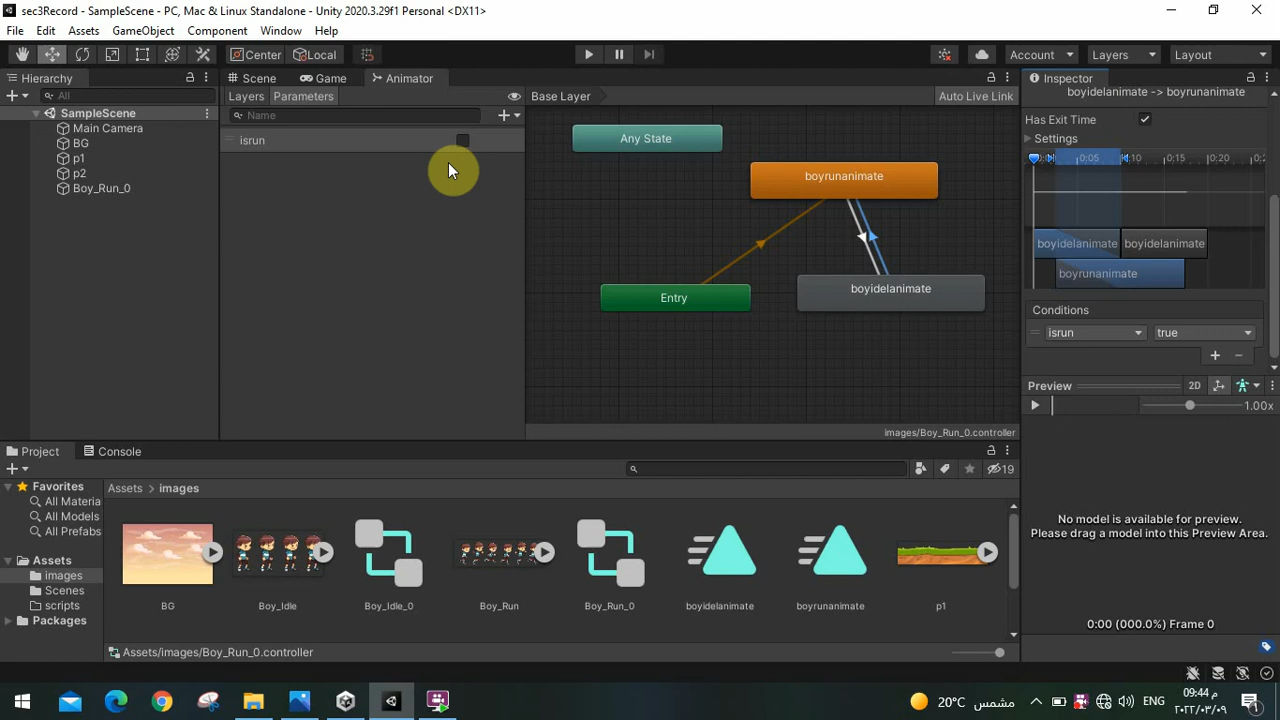 sec3Record - SampleScene - PC, Mac & Linux Standalone - Unity 2020.3.29f1 Personal <DX11>
File Edit Assets GameObject Component Window Help
Center Local Account Layers Layout
Hierarchy Scene Game Animator Inspector
All Layers Parameters Base Layer Auto Live Link boyidelanimate -> boyrunanimate
SampleScene Name
Main Camera
BG
p1
p2
Boy_Run_0
isrun
Any State
boyrunanimate
Entry
boyidelanimate
images/Boy_Run_0.controller
Has Exit Time
Settings
0:05 0:10 0:15 0:20
boyidelanimate boyidelanimate
boyrunanimate
Conditions
isrun true
Preview 2D
1.00x
No model is available for preview.
Please drag a model into this Preview Area.
0:00 (000.0%) Frame 0
Project Console
19
Favorites
All Materia
All Models
All Prefabs
Assets
images
Scenes
scripts
Packages
Assets > images
BG Boy_Idle Boy_Idle_0 Boy_Run Boy_Run_0 boyidelanimate boyrunanimate p1
Assets/images/Boy_Run_0.controller
20°C مشمس ENG
م 09:44
٢٠٢٢/٠٣/٠٩
1